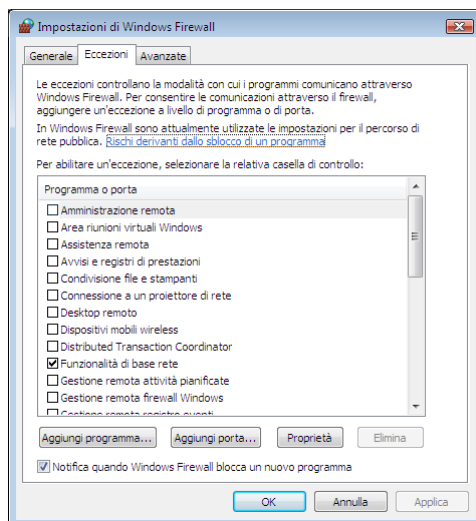 Impostazioni di Windows Firewall
Generale Eccezioni Avanzate
Le eccezioni controllano la modalità con cui i programmi comunicano attraverso
Windows Firewall. Per consentire le comunicazioni attraverso il firewall,
aggiungere un'eccezione a livello di programma o di porta.
In Windows Firewall sono attualmente utilizzate le impostazioni per il percorso di
rete pubblica. Rischi derivanti dallo sblocco di un programma
Per abilitare un'eccezione, selezionare la relativa casella di controllo:
Programma o porta
Amministrazione remota
Area riunioni virtuali Windows
Assistenza remota
Avvisi e registri di prestazioni
Condivisione file e stampanti
Connessione a un proiettore di rete
Desktop remoto
Dispositivi mobili wireless
Distributed Transaction Coordinator
Funzionalità di base rete
Gestione remota attività pianificate
Gestione remota firewall Windows
Gestione remota registro eventi
Aggiungi programma... Aggiungi porta... Proprietà Elimina
Notifica quando Windows Firewall blocca un nuovo programma
OK Annulla Applica